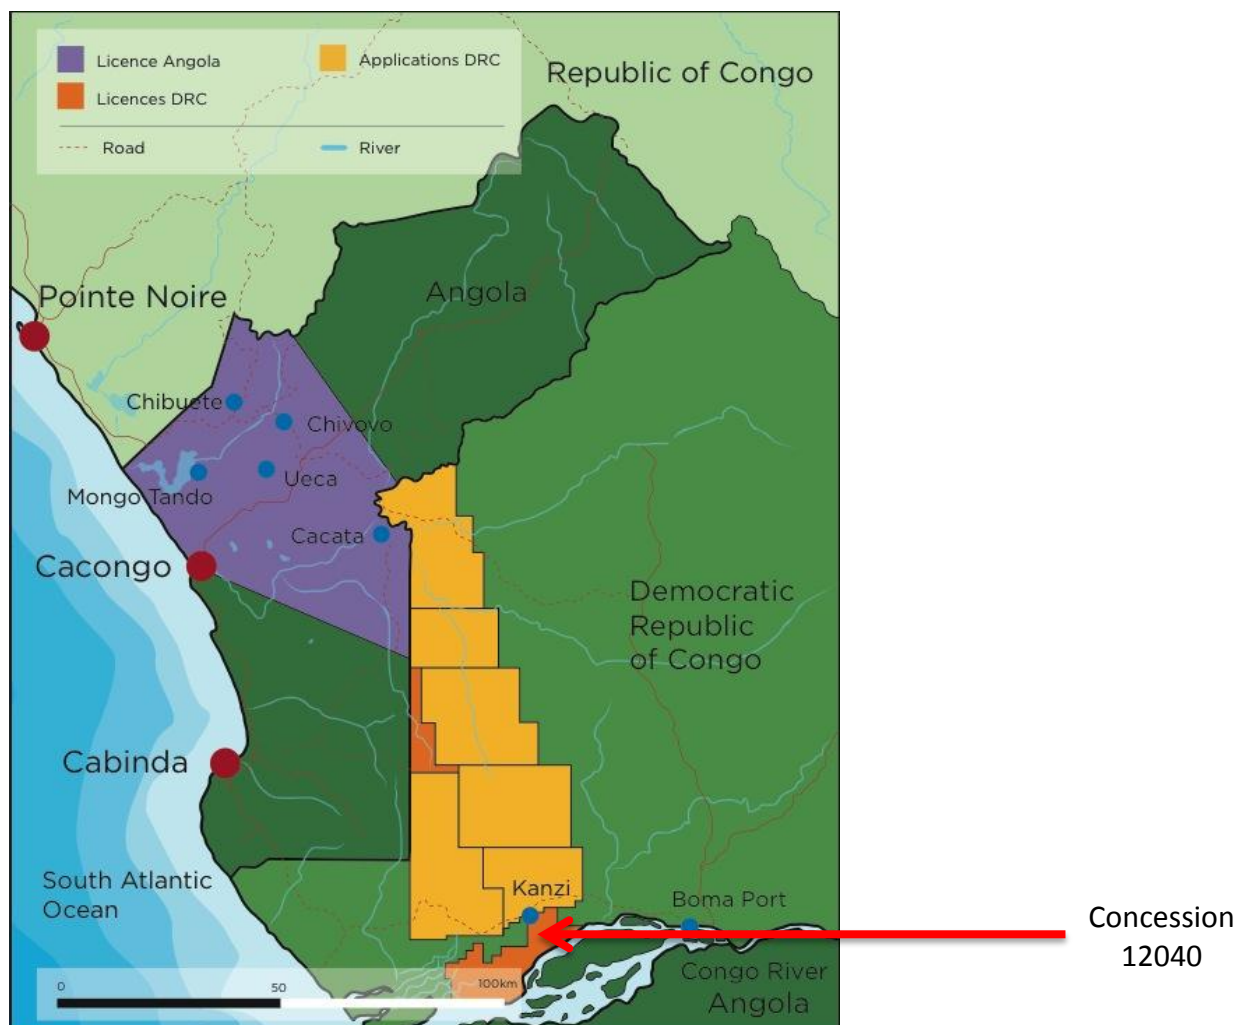 Licence Angola
Applications DRC
Licences DRC
Road
River
Republic of Congo
Pointe Noire
Angola
Chibuete
Chivovo
Ueca
Mongo Tando
Cacata
Cacongo
Democratic
Republic
of Congo
Cabinda
South Atlantic
Ocean
Kanzi
Boma Port
Concession
12040
Congo River
Angola
0
50
100km